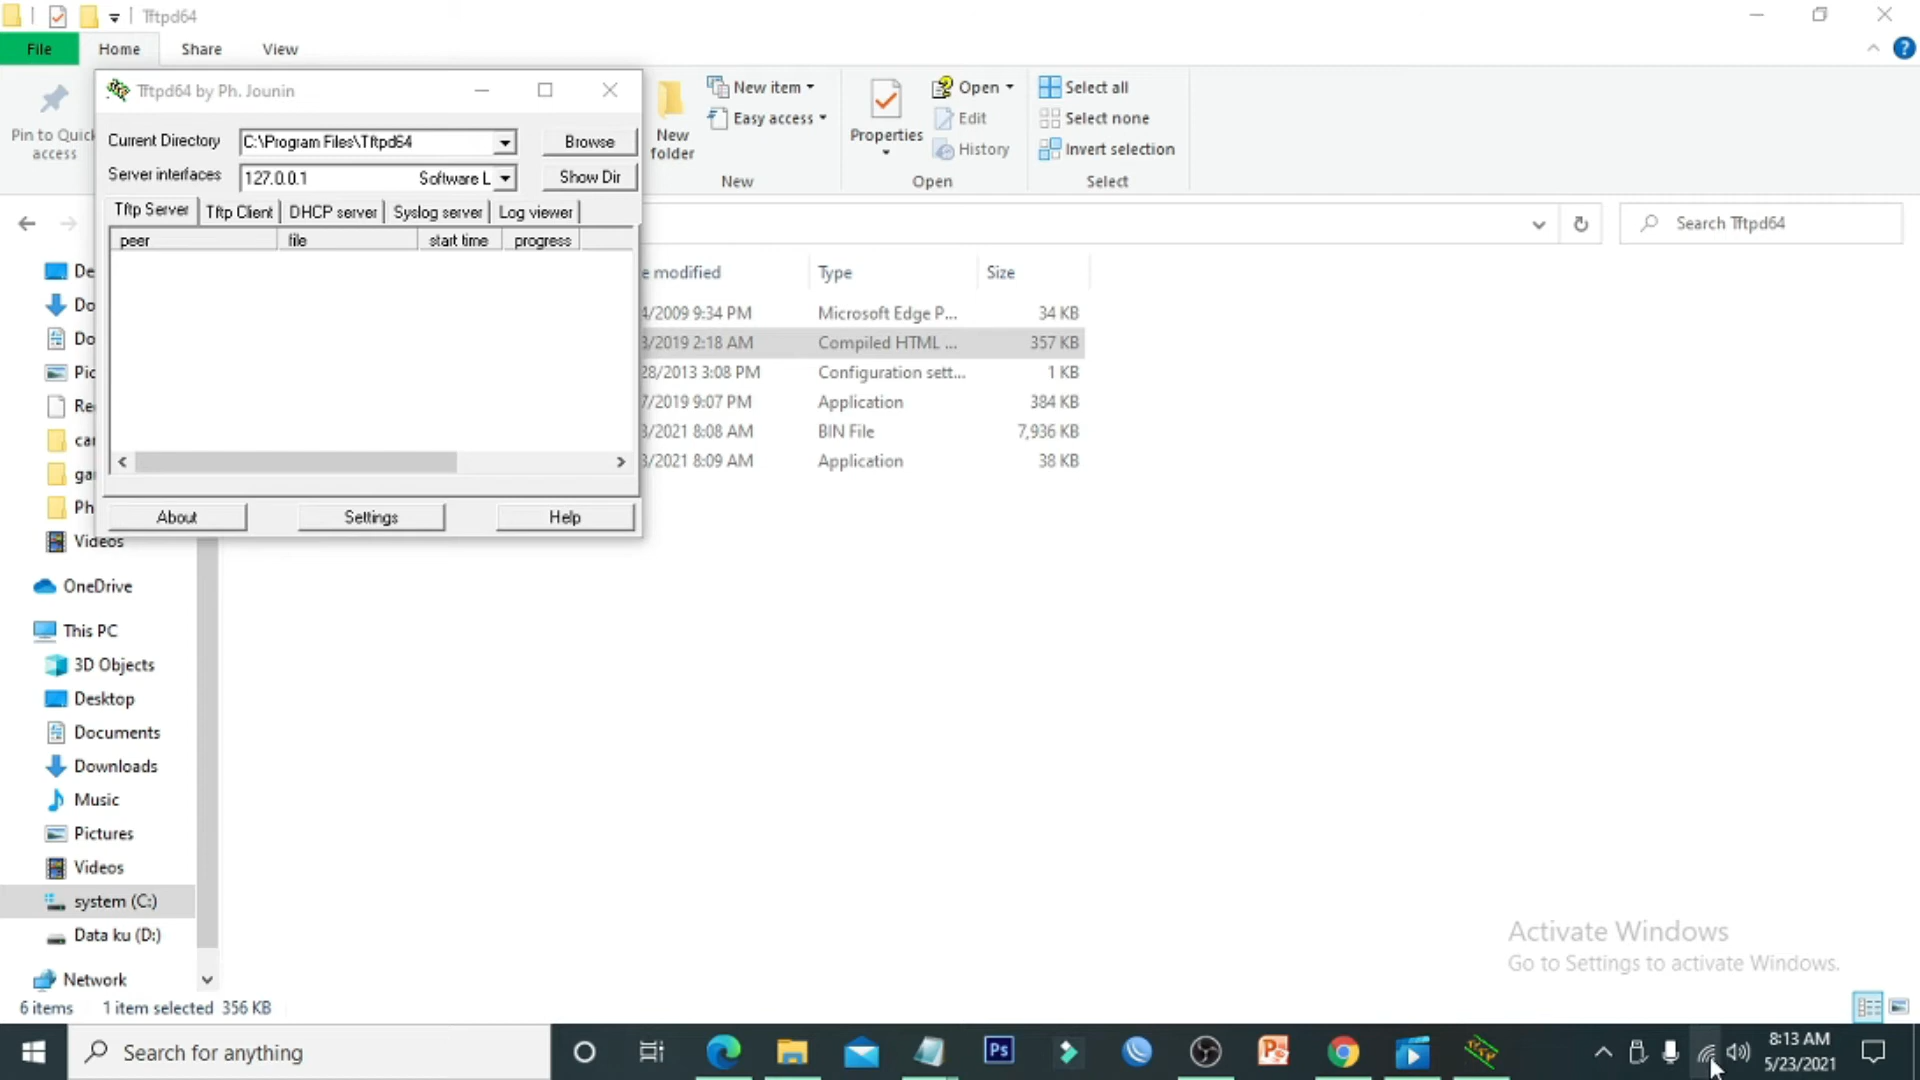 Tftpd64
File
Home
Share
View
Tftpd64 by Ph. Jounin
Current Directory
C:\Program Files\Tftpd64
Browse
Server interfaces
127.0.0.1
Software L
Show Dir
Tftp Server
Tftp Client
DHCP server
Syslog server
Log viewer
peer
file
start time
progress
About
Settings
Help
Pin to Quick
access
New
folder
New item
Easy access
New
Properties
Open
Edit
History
Open
Select all
Select none
Invert selection
Select
Search Tftpd64
e modified
Type
Size
4/2009 9:34 PM
Microsoft Edge P...
34 KB
3/2019 2:18 AM
Compiled HTML ...
357 KB
28/2013 3:08 PM
Configuration sett...
1 KB
7/2019 9:07 PM
Application
384 KB
3/2021 8:08 AM
BIN File
7,936 KB
3/2021 8:09 AM
Application
38 KB
De
Do
Do
Pic
Re
car
Ph
Videos
OneDrive
This PC
3D Objects
Desktop
Documents
Downloads
Music
Pictures
Videos
system (C:)
Data ku (D:)
Network
6 items
1 item selected 356 KB
Activate Windows
Go to Settings to activate Windows.
Search for anything
Ps
8:13 AM
5/23/2021